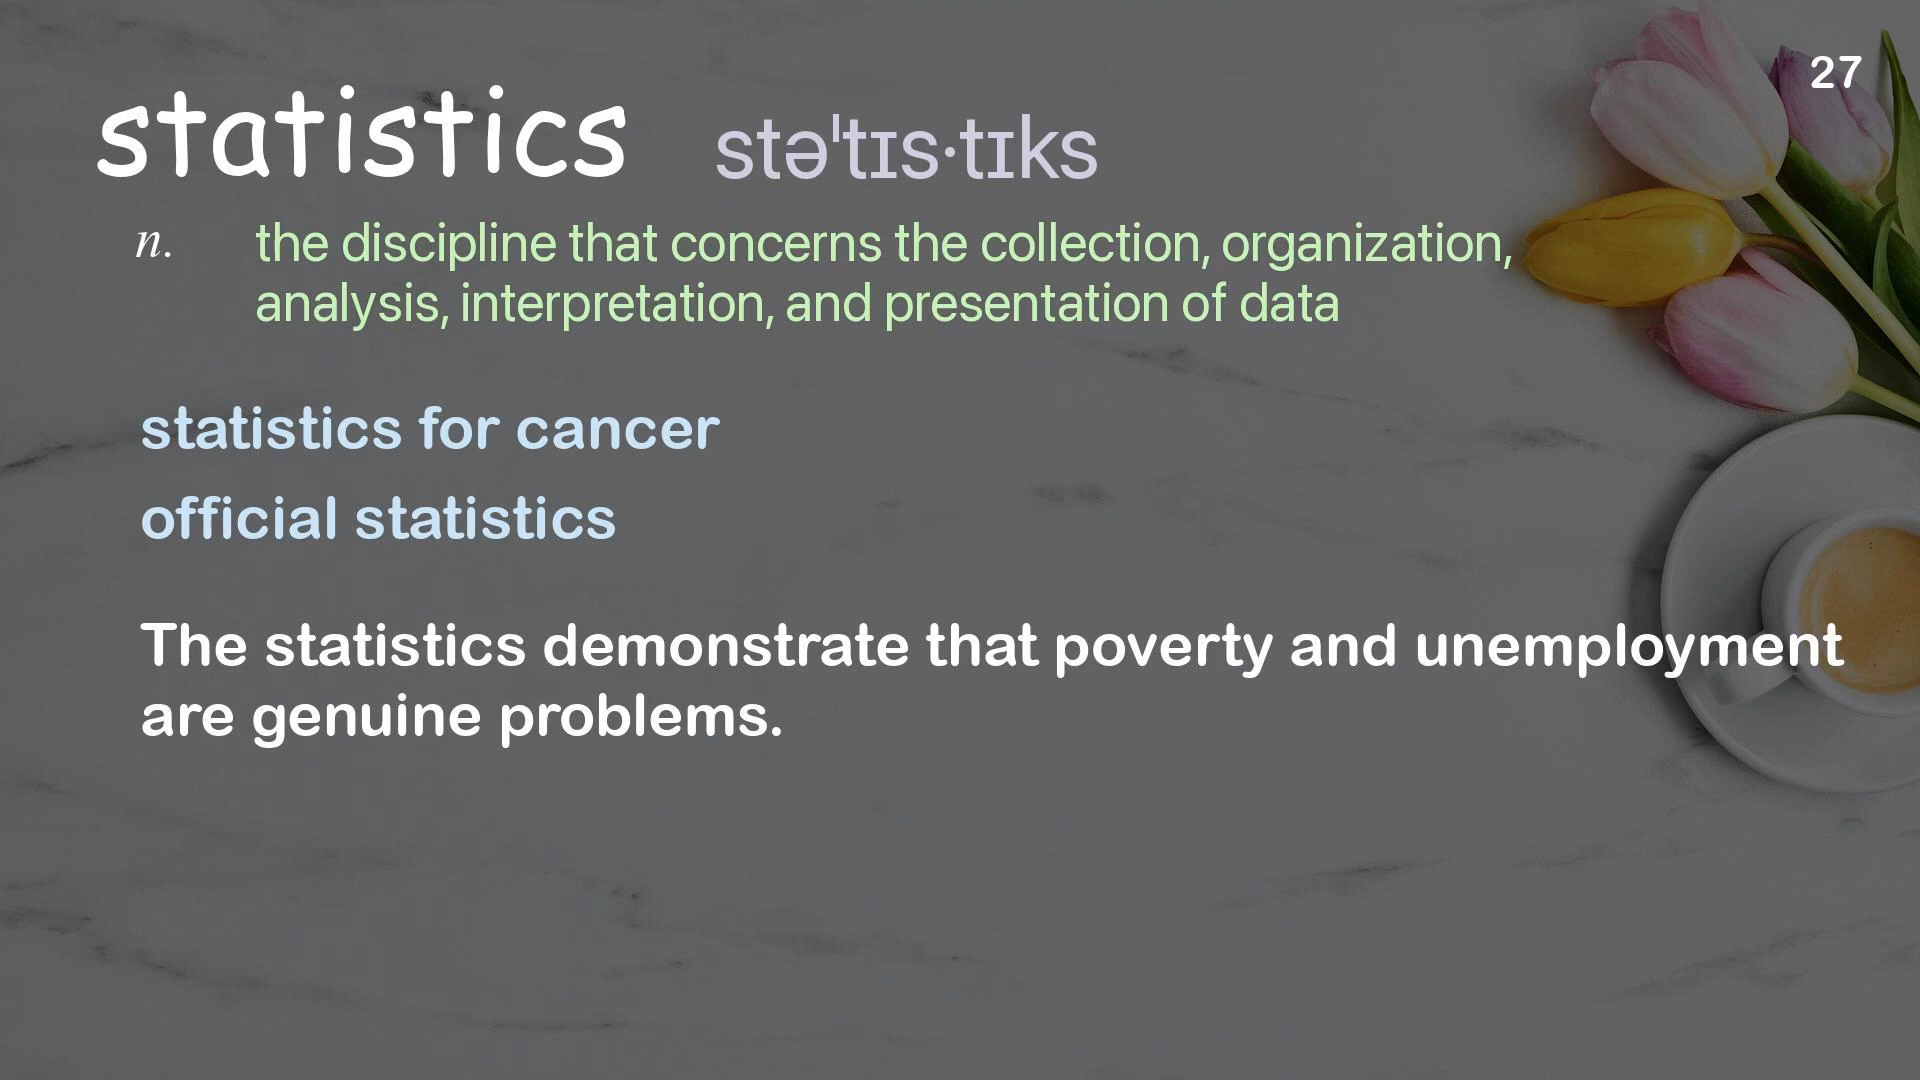 27
statistics stəˈtɪs·tɪks
n. the discipline that concerns the collection, organization,
analysis, interpretation, and presentation of data
statistics for cancer
official statistics
The statistics demonstrate that poverty and unemployment
are genuine problems.